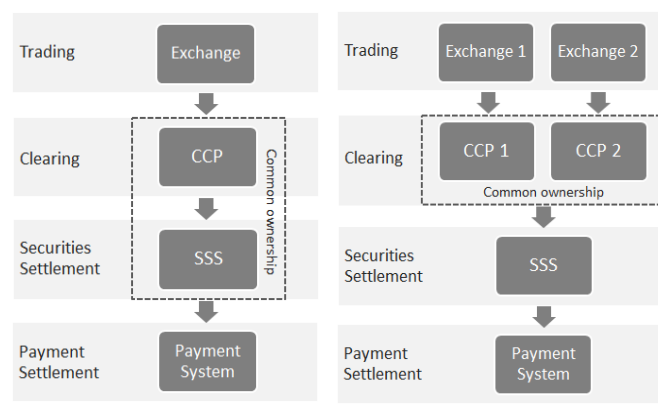 Trading
Exchange
Clearing
CCP
Common ownership
Securities
Settlement
SSS
Payment
Settlement
Payment
System
Trading
Exchange 1
Exchange 2
Clearing
CCP 1
CCP 2
Common ownership
Securities
Settlement
SSS
Payment
Settlement
Payment
System